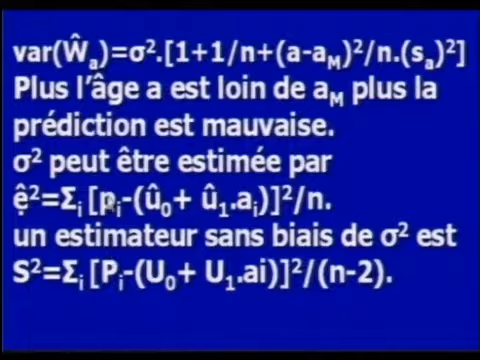 var(Ŵₐ)=σ².[1+1/n+(a-a_M)²/n.(sₐ)²]
Plus l'âge a est loin de a_M plus la
prédiction est mauvaise.
σ² peut être estimée par
ê²=Σᵢ [pᵢ-(û₀+ û₁.aᵢ)]²/n.
un estimateur sans biais de σ² est
S²=Σᵢ [Pᵢ-(U₀+ U₁.ai)]²/(n-2).